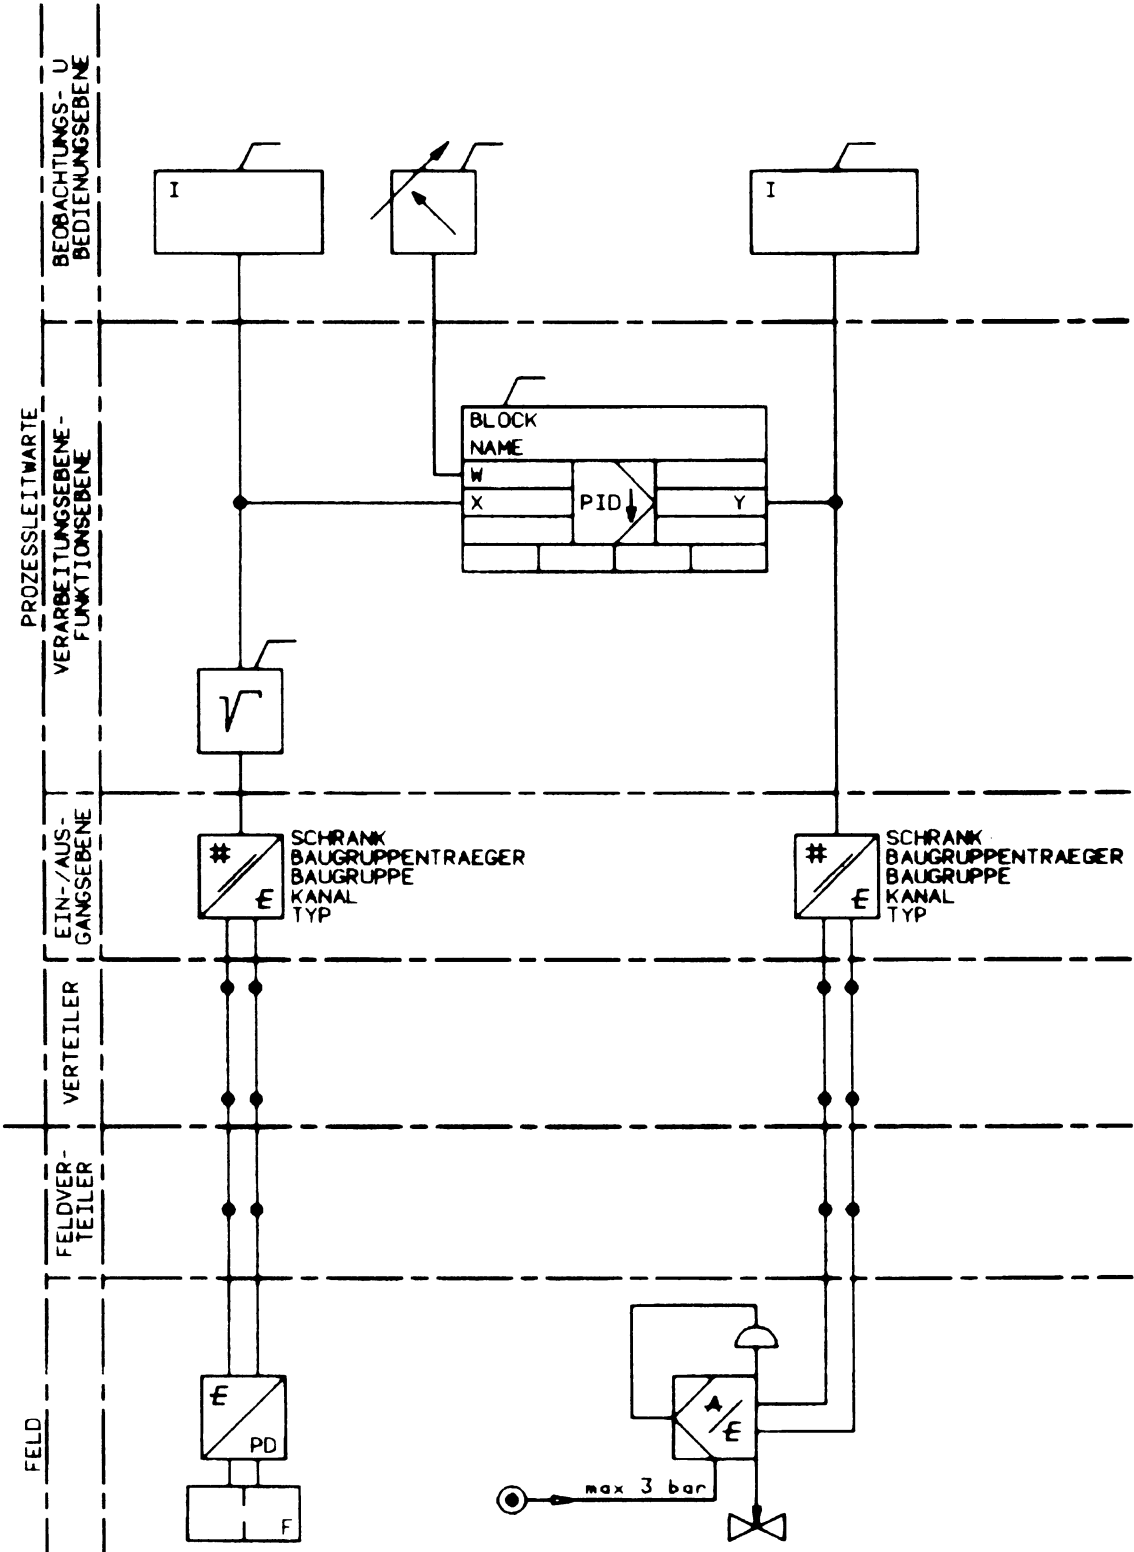 BEOBACHTUNGS- U
BEDIENUNGSEBENE
I
I
PROZESSLEITWARTE
VERARBEITUNGSEBENE-
FUNKTIONSEBENE
BLOCK
NAME
W
X
PID
Y
√
EIN-/AUS-
GANGSEBENE
#
E
SCHRANK
BAUGRUPPENTRAEGER
BAUGRUPPE
KANAL
TYP
#
E
SCHRANK
BAUGRUPPENTRAEGER
BAUGRUPPE
KANAL
TYP
VERTEILER
FELDVER-
TEILER
FELD
E
PD
F
A
E
max 3 bar